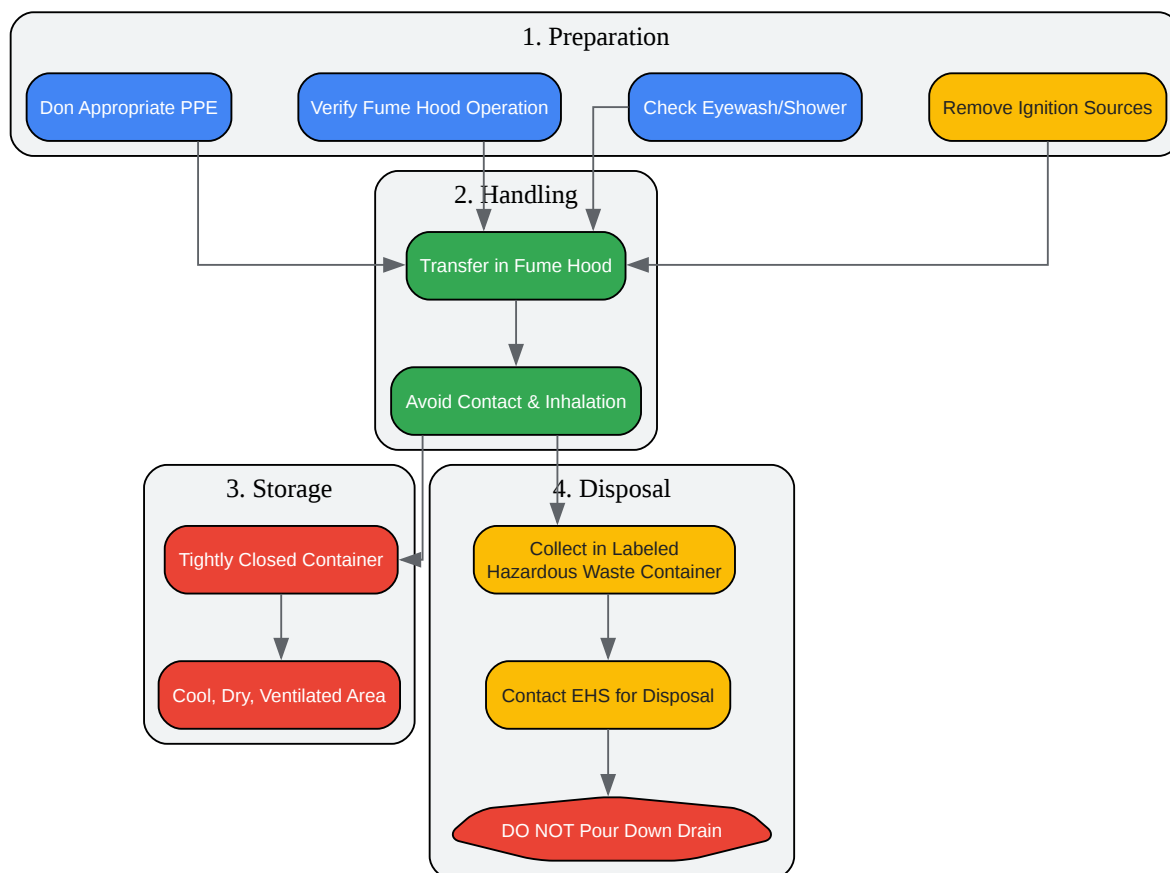 1. Preparation
Don Appropriate PPE
Verify Fume Hood Operation
Check Eyewash/Shower
Remove Ignition Sources
2. Handling
Transfer in Fume Hood
Avoid Contact & Inhalation
3. Storage
Tightly Closed Container
Cool, Dry, Ventilated Area
4. Disposal
Collect in Labeled
Hazardous Waste Container
Contact EHS for Disposal
DO NOT Pour Down Drain